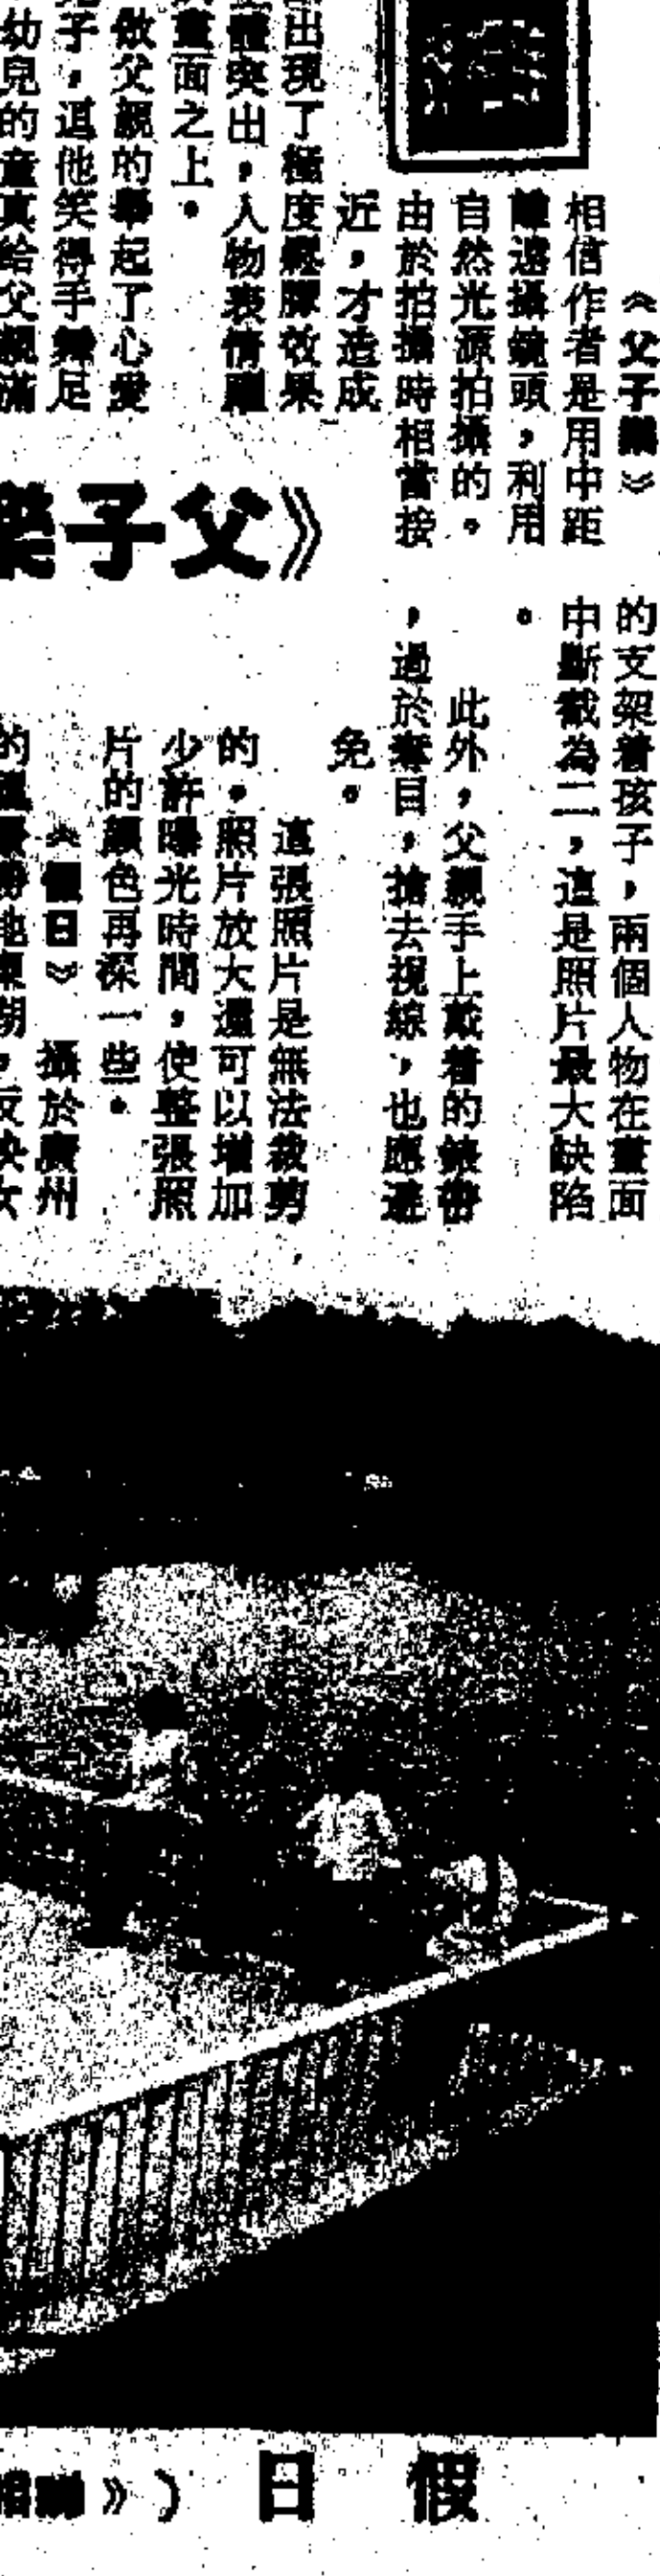 《父子樂》
相信作者是用中距
離遠攝鏡頭，利用
自然光源拍攝的。
由於拍攝時相當接
近，才造成
出現了極度經膠效果
突出，人物表情躍
畫面之上。
做父親的舉起了心愛
子，逗他笑得手舞足
幼兒的童真給父親滿
樂子父》
的支架着孩子，兩個人物在畫面
中斷截為二，這是照片最大缺陷
。
此外，父親手上戴着的
，過於奪目，搶去視線，也應避
免。
這張照片是無法裁剪
的。照片放大還可以增加
少許曝光時間，使整張照
片的顏色再深一些。
《假日》 攝於廣州
的
假日